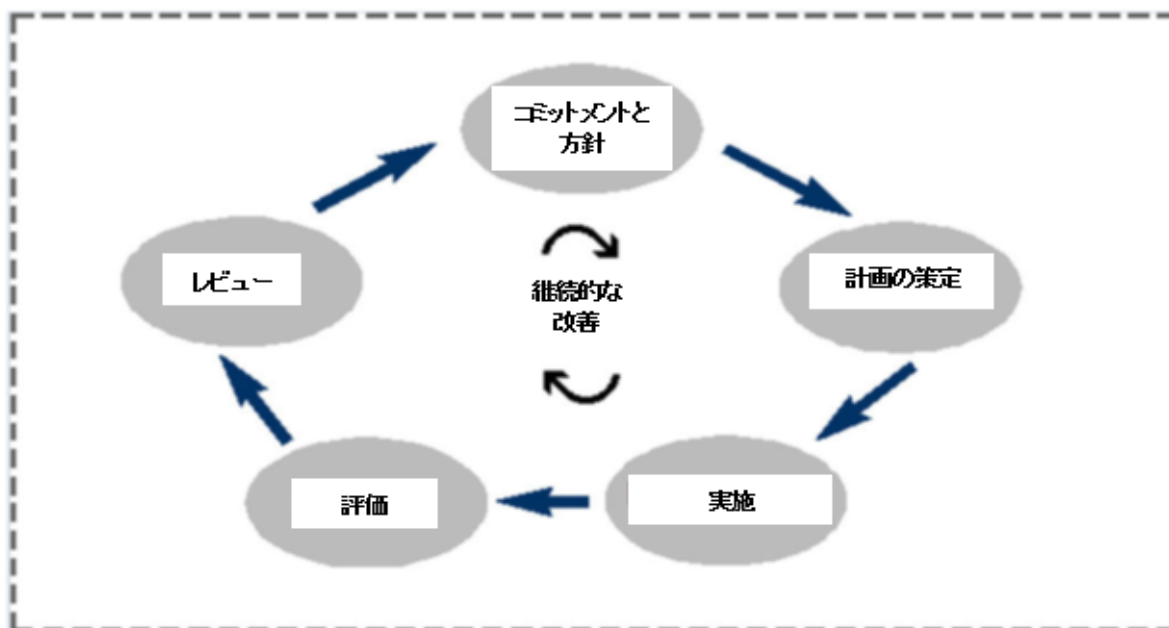 コミットメントと
方針
レビュー
計画の策定
継続的な
改善
評価
実施